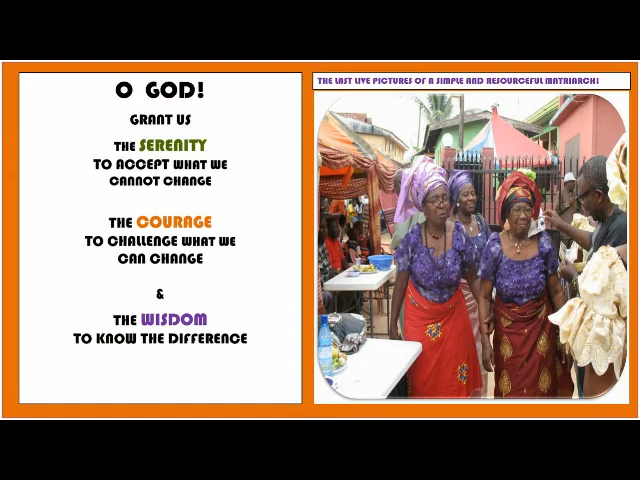 O GOD!
GRANT US
THE SERENITY
TO ACCEPT WHAT WE
CANNOT CHANGE
THE COURAGE
TO CHALLENGE WHAT WE
CAN CHANGE
&
THE WISDOM
TO KNOW THE DIFFERENCE
THE LAST LIVE PICTURES OF A SIMPLE AND RESOURCEFUL MATRIARCH!